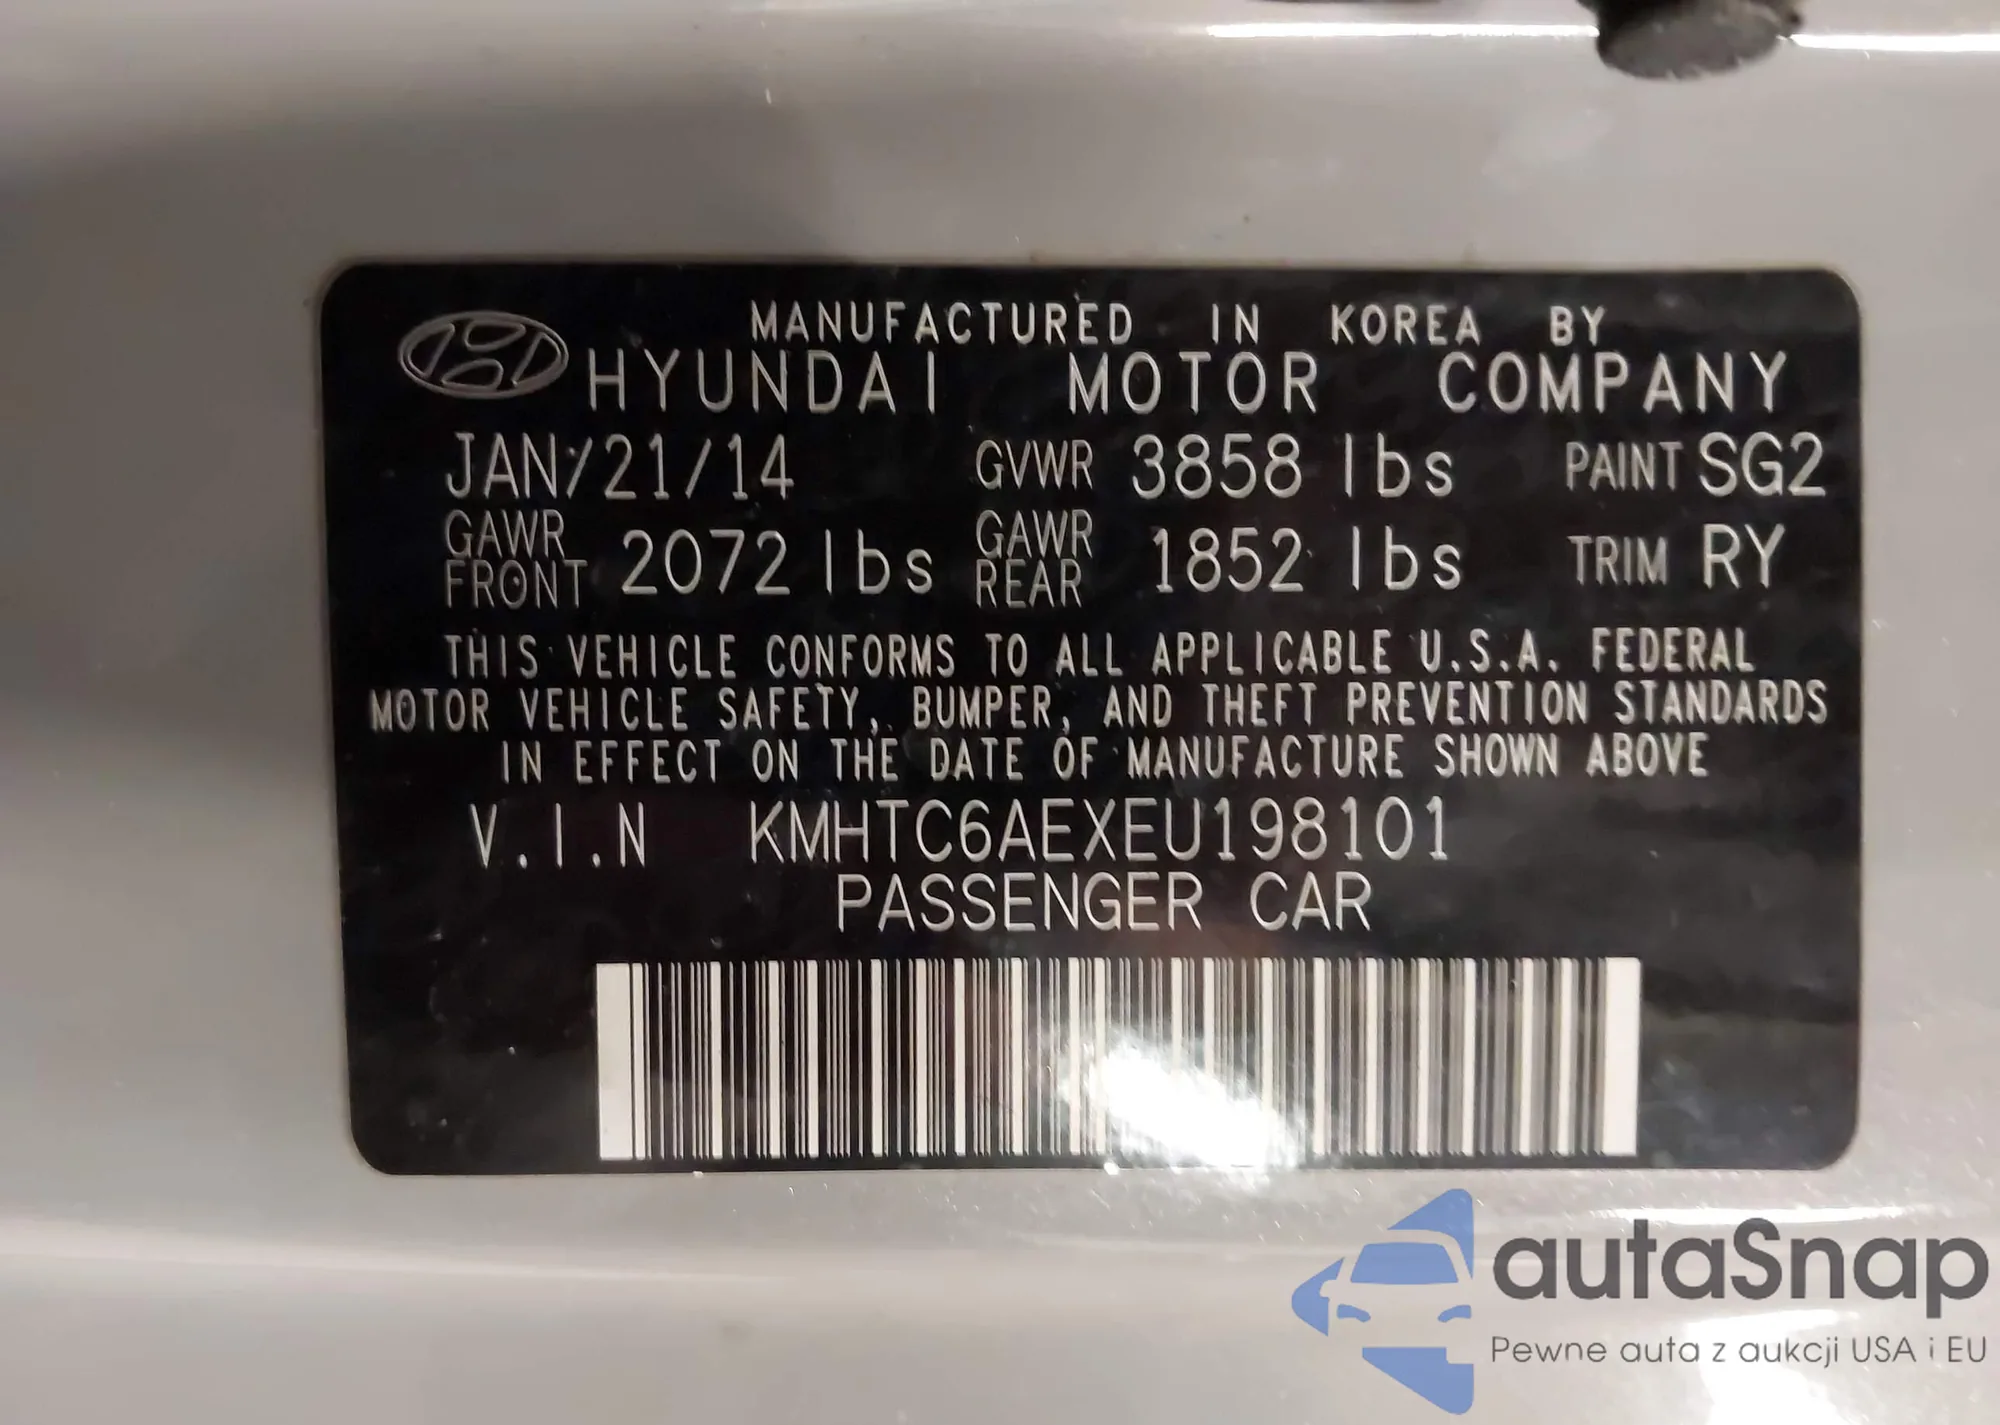 MANUFACTURED IN KOREA BY
HYUNDAI MOTOR COMPANY
JAN/21/14 GVWR 3858 lbs PAINT SG2
GAWR FRONT 2072 lbs GAWR REAR 1852 lbs TRIM RY
THIS VEHICLE CONFORMS TO ALL APPLICABLE U.S.A. FEDERAL
MOTOR VEHICLE SAFETY, BUMPER, AND THEFT PREVENTION STANDARDS
IN EFFECT ON THE DATE OF MANUFACTURE SHOWN ABOVE
V.I.N KMHTC6AEXEU198101
PASSENGER CAR
autaSnap
Pewne auta z aukcji USA i EU